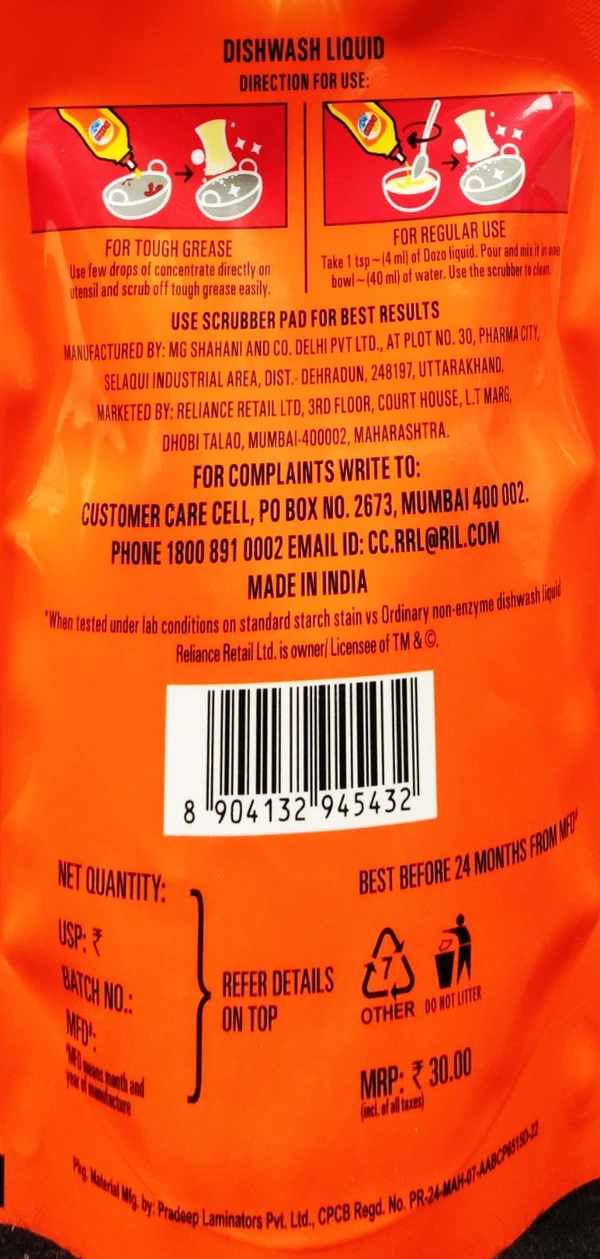 DISHWASH LIQUID
DIRECTION FOR USE:
FOR TOUGH GREASE
Use few drops of concentrate directly on
utensil and scrub off tough grease easily.
FOR REGULAR USE
Take 1 tsp~(4 ml) of Dozo liquid. Pour and mix it in one
bowl~(40 ml) of water. Use the scrubber to clean.
USE SCRUBBER PAD FOR BEST RESULTS
MANUFACTURED BY: MG SHAHANI AND CO. DELHI PVT LTD., AT PLOT NO. 30, PHARMA CITY,
SELAQUI INDUSTRIAL AREA, DIST.- DEHRADUN, 248197, UTTARAKHAND.
MARKETED BY: RELIANCE RETAIL LTD, 3RD FLOOR, COURT HOUSE, L.T MARG,
DHOBI TALAO, MUMBAI-400002, MAHARASHTRA.
FOR COMPLAINTS WRITE TO:
CUSTOMER CARE CELL, PO BOX NO. 2673, MUMBAI 400 002.
PHONE 1800 891 0002 EMAIL ID: CC.RRL@RIL.COM
MADE IN INDIA
*When tested under lab conditions on standard starch stain vs Ordinary non-enzyme dishwash liquid
Reliance Retail Ltd. is owner/ Licensee of TM & ©.
8 904132 945432
NET QUANTITY:
USP: ₹
BATCH NO.:
MFD#:
#MFD means month and
year of manufacture
REFER DETAILS
ON TOP
BEST BEFORE 24 MONTHS FROM MFD#
7
OTHER
DO NOT LITTER
MRP: ₹ 30.00
(incl. of all taxes)
Pkg. Material Mfg. by: Pradeep Laminators Pvt. Ltd., CPCB Regd. No. PR-24-MAH-07-AABCP6515D-22